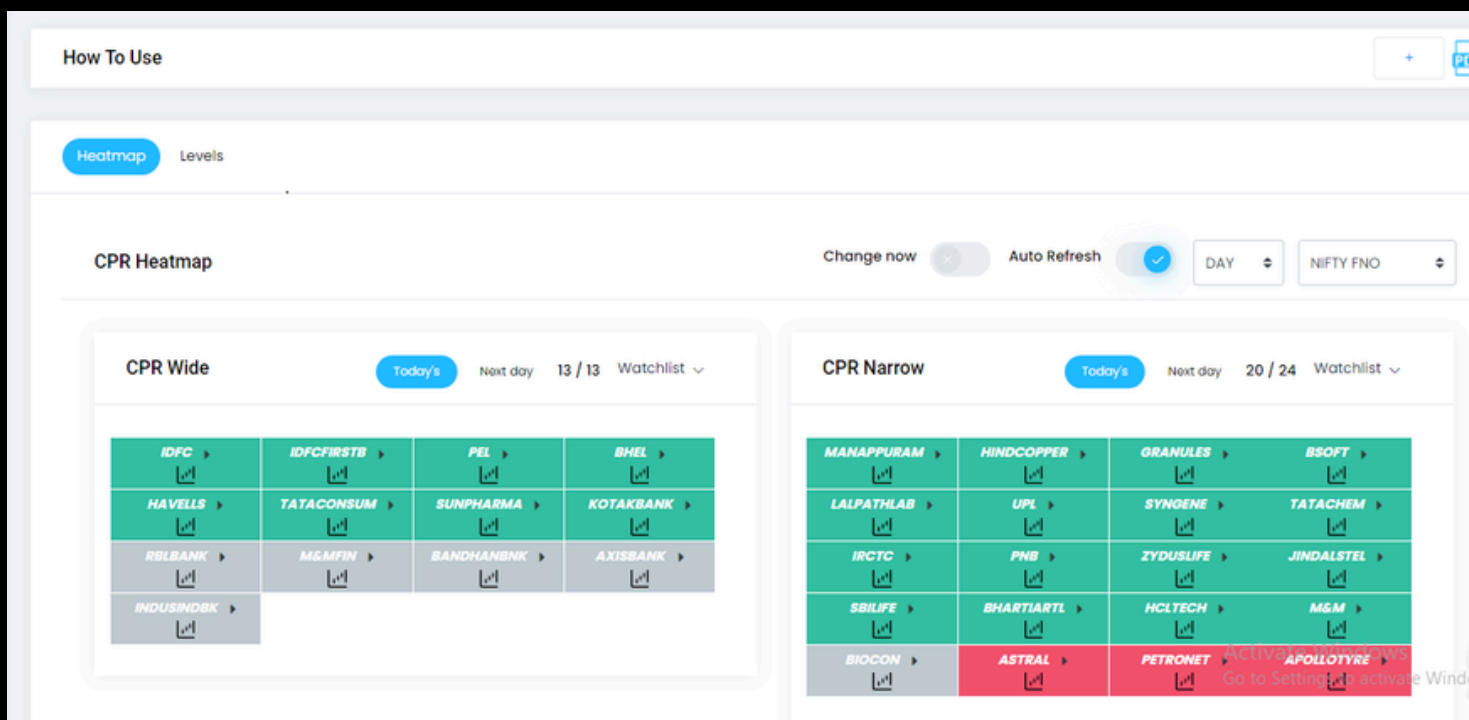 How To Use
+
Heatmap Levels
CPR Heatmap Change now Auto Refresh DAY NIFTY FNO
CPR Wide Today's Next day 13 / 13 Watchlist
IDFC IDFCFIRSTB PEL BHEL
HAVELLS TATACONSUM SUNPHARMA KOTAKBANK
RBLBANK M&MFIN BANDHANBNK AXISBANK
INDUSINDBK
CPR Narrow Today's Next day 20 / 24 Watchlist
MANAPPURAM HINDCOPPER GRANULES BSOFT
LALPATHLAB UPL SYNGENE TATACHEM
IRCTC PNB ZYDUSLIFE JINDALSTEL
SBILIFE BHARTIARTL HCLTECH M&M
BIOCON ASTRAL PETRONET APOLLOTYRE
Activate Windows
Go to Settings to activate Wind